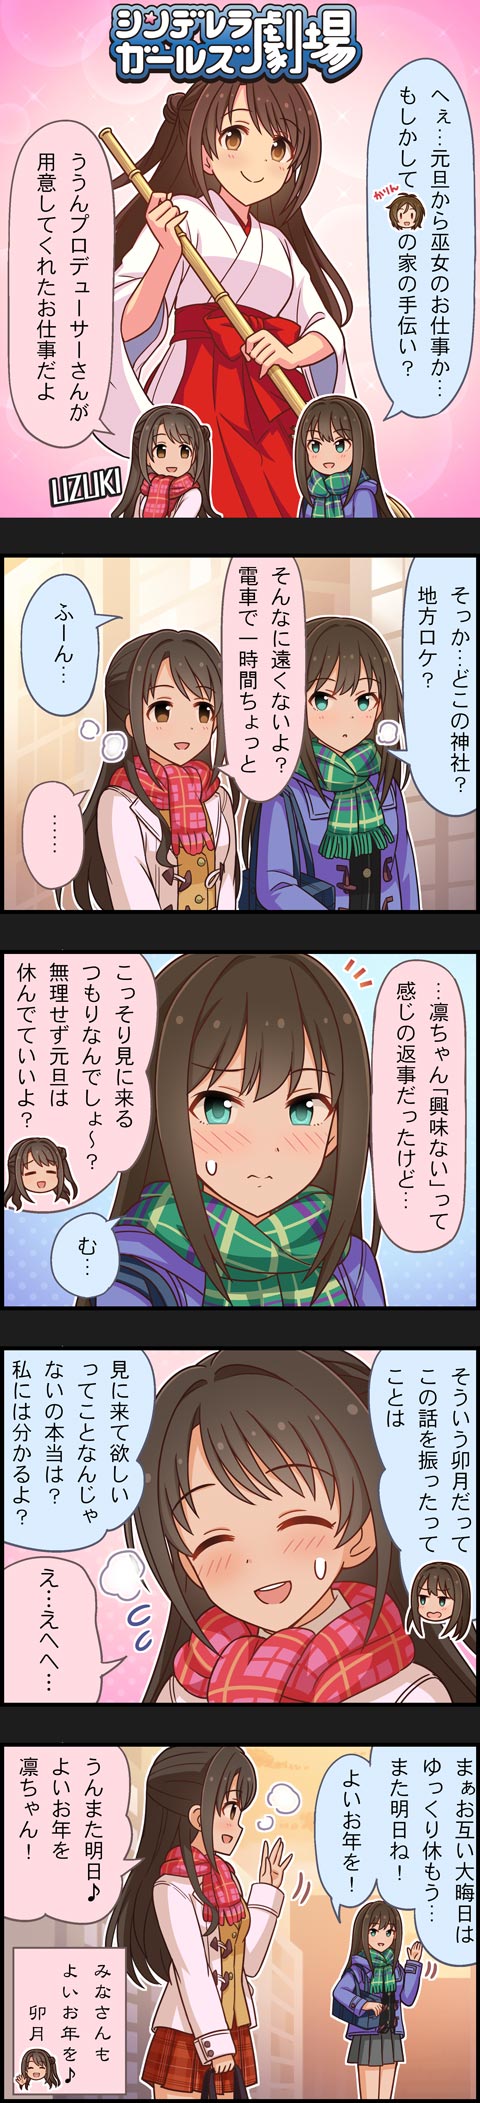 シンデレラ
ガールズ劇場
へぇ…元旦から巫女のお仕事か…
もしかして
かりん
の家の手伝い？
ううんプロデューサーさんが
用意してくれたお仕事だよ
UZUKI
そっか…どこの神社？
地方ロケ？
そんなに遠くないよ？
電車で一時間ちょっと
ふーん…
……
…凛ちゃん「興味ない」って
感じの返事だったけど…
こっそり見に来る
つもりなんでしょ～？
無理せず元旦は
休んでていいよ？
む…
そういう卯月だって
この話を振ったって
ことは
見に来て欲しい
ってことなんじゃ
ないの本当は？
私には分かるよ？
え…えへへ…
まぁお互い大晦日は
ゆっくり休もう…
また明日ね！
よいお年を！
うんまた明日♪
よいお年を
凛ちゃん！
みなさんも
よいお年を♪
卯月